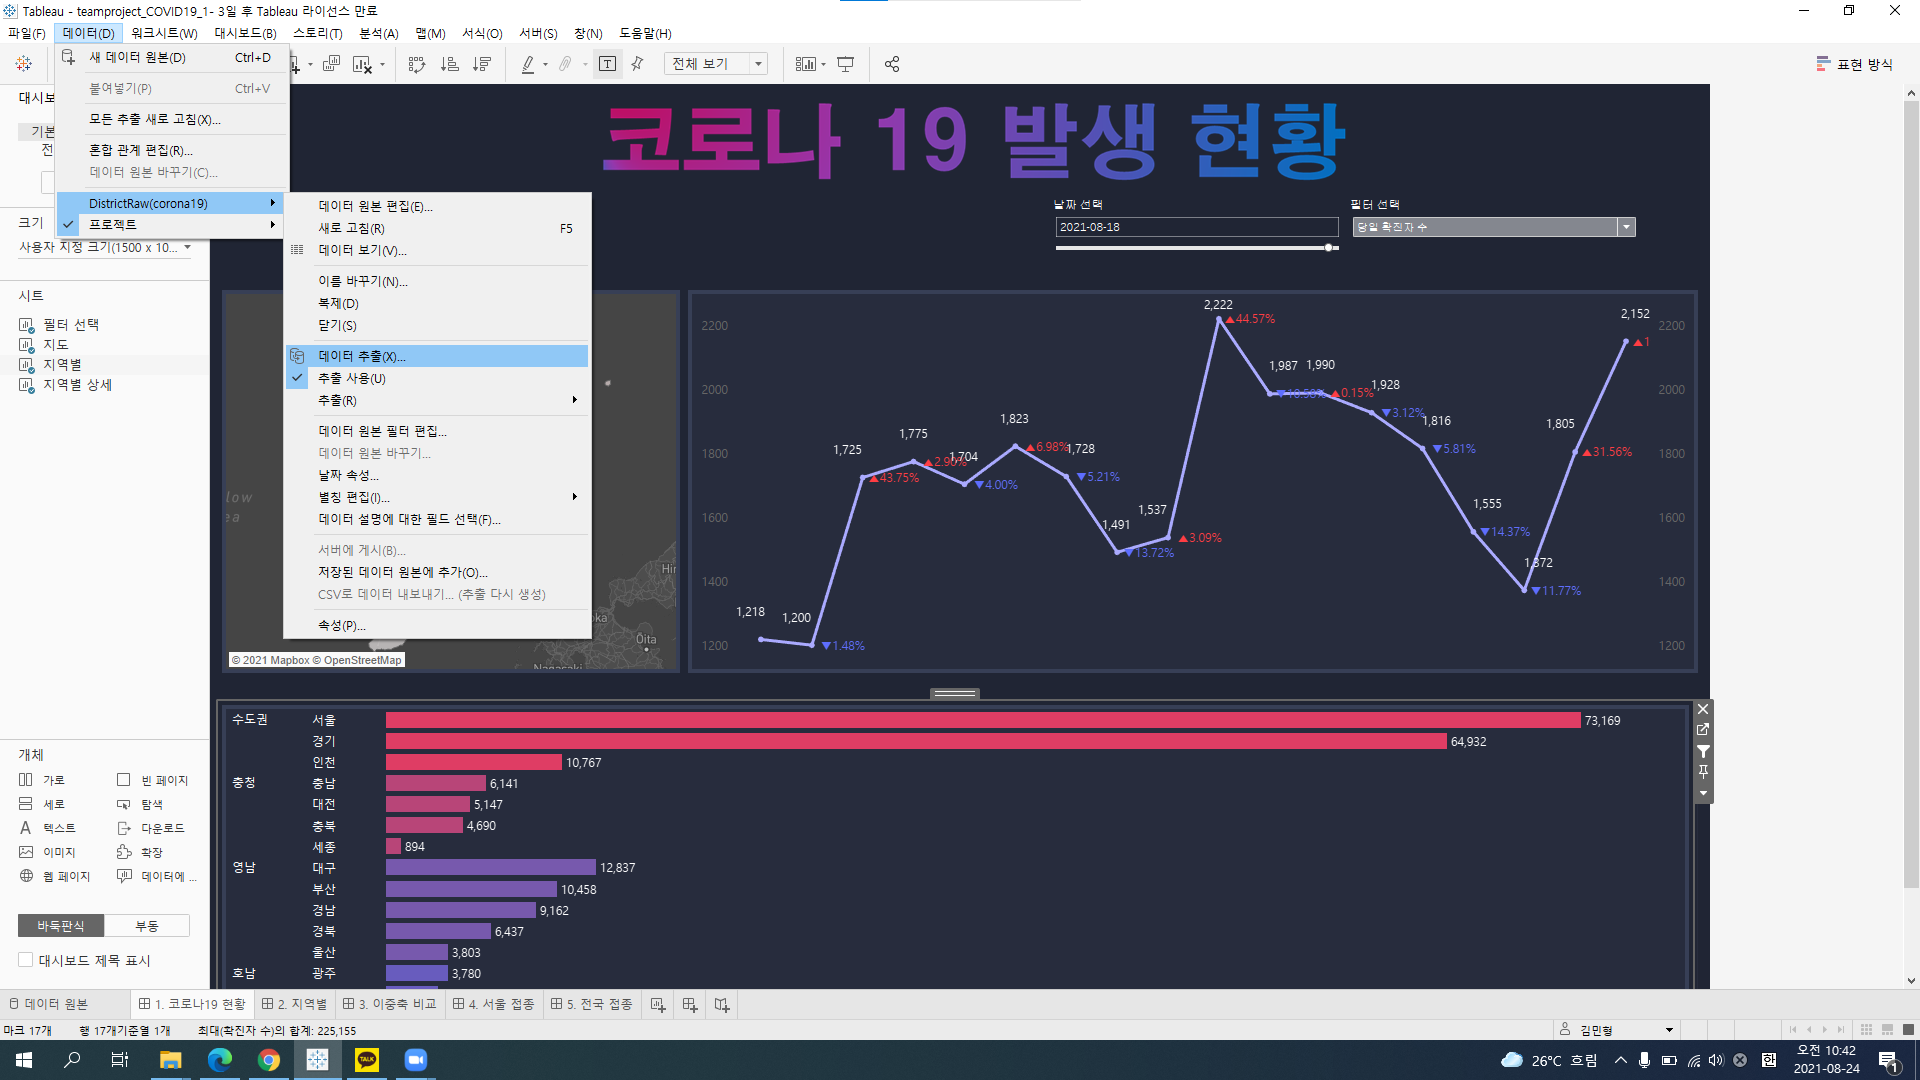 Tableau - teamproject_COVID19_1- 3일 후 Tableau 라이선스 만료
파일(F) 데이터(D) 워크시트(W) 대시보드(B) 스토리(T) 분석(A) 맵(M) 서식(O) 서버(S) 창(N) 도움말(H)
새 데이터 원본(D) Ctrl+D
붙여넣기(P) Ctrl+V
모든 추출 새로 고침(X)...
혼합 관계 편집(R)...
데이터 원본 바꾸기(C)...
DistrictRaw(corona19)
프로젝트
데이터 원본 편집(E)...
새로 고침(R) F5
데이터 보기(V)...
이름 바꾸기(N)...
복제(D)
닫기(S)
데이터 추출(X)...
추출 사용(U)
추출(R)
데이터 원본 필터 편집...
데이터 원본 바꾸기...
날짜 속성...
별칭 편집(I)...
데이터 설명에 대한 필드 선택(F)...
서버에 게시(B)...
저장된 데이터 원본에 추가(O)...
CSV로 데이터 내보내기... (추출 다시 생성)
속성(P)...
전체 보기
표현 방식
대시보
기본
전
크기
사용자 지정 크기(1500 x 10...
시트
필터 선택
지도
지역별
지역별 상세
개체
가로 빈 페이지
세로 탐색
텍스트 다운로드
이미지 확장
웹 페이지 데이터에 ...
바둑판식 부동
대시보드 제목 표시
코로나 19 발생 현황
날짜 선택
2021-08-18
필터 선택
당일 확진자 수
low
ea
Hir
oka
Ōita
Nagasaki
© 2021 Mapbox © OpenStreetMap
2200 2200
2000 2000
1800 1800
1600 1600
1400 1400
1200 1200
1,218
1,200 ▼1.48%
1,725 ▲43.75%
1,775 ▲2.90%
1,704 ▼4.00%
1,823 ▲6.98%
1,728 ▼5.21%
1,491 ▼13.72%
1,537 ▲3.09%
2,222 ▲44.57%
1,987 ▼10.58%
1,990 ▲0.15%
1,928 ▼3.12%
1,816 ▼5.81%
1,555 ▼14.37%
1,372 ▼11.77%
1,805 ▲31.56%
2,152 ▲1
수도권 서울 73,169
경기 64,932
인천 10,767
충청 충남 6,141
대전 5,147
충북 4,690
세종 894
영남 대구 12,837
부산 10,458
경남 9,162
경북 6,437
울산 3,803
호남 광주 3,780
데이터 원본 1. 코로나19 현황 2. 지역별 3. 이중축 비교 4. 서울 접종 5. 전국 접종
마크 17개 행 17개기준열 1개 최대(확진자 수)의 합계: 225,155 김민형
TALK
26°C 흐림 한 오전 10:42
2021-08-24
1